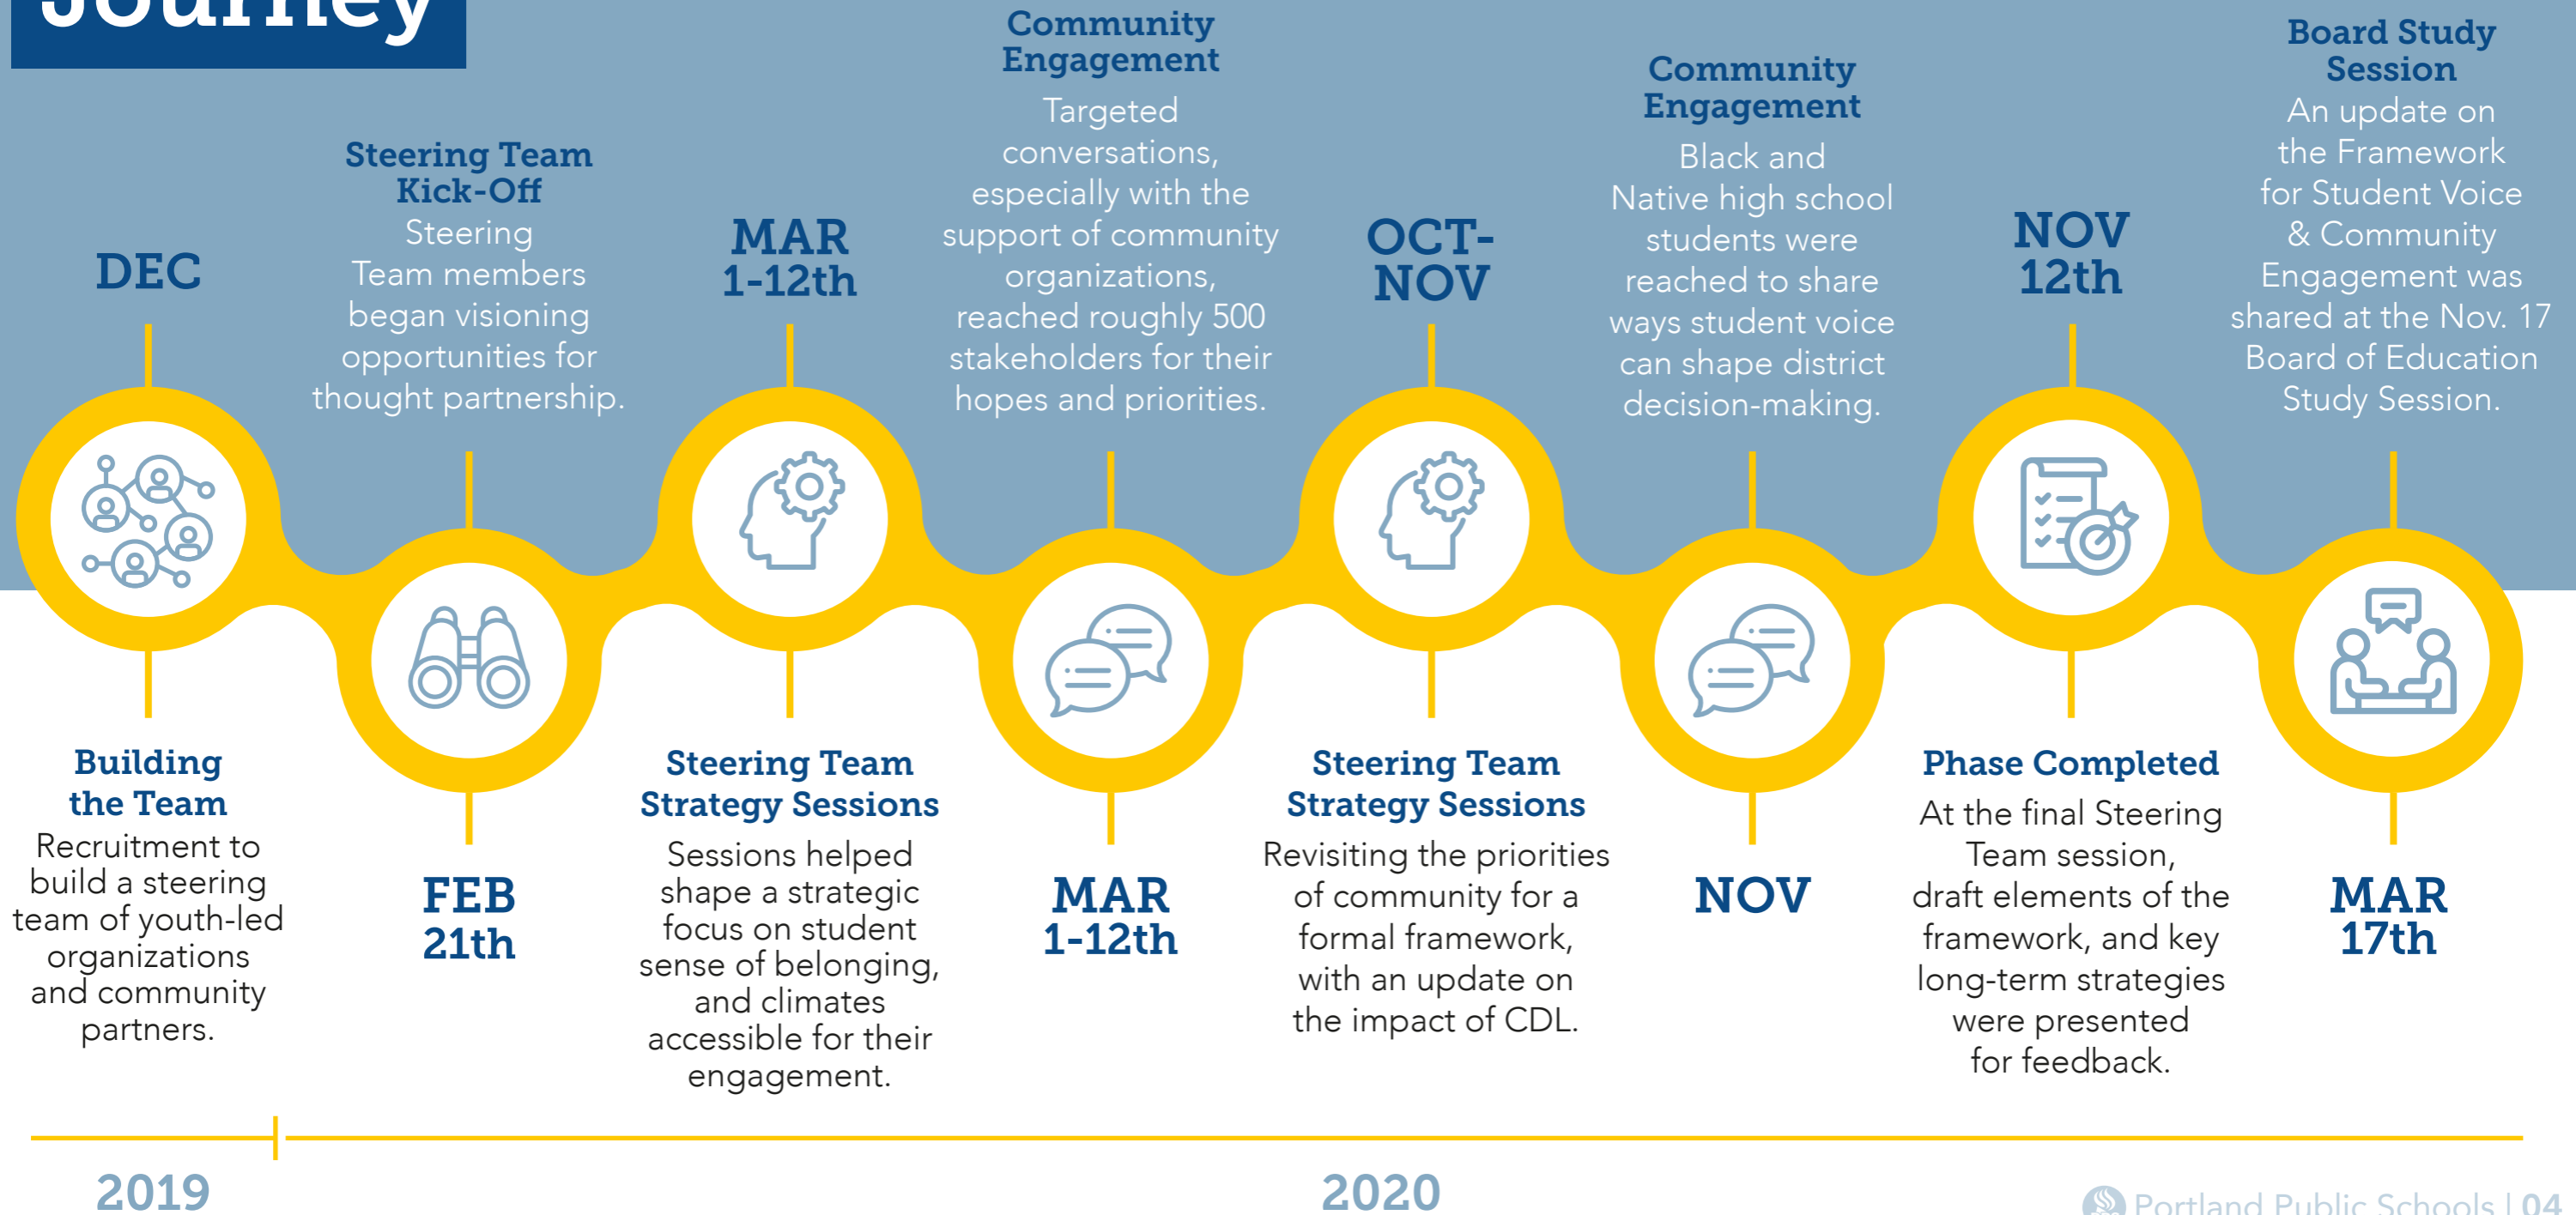 Journey
DEC
Building
the Team
Recruitment to
build a steering
team of youth-led
organizations
and community
partners.
Steering Team
Kick-Off
Steering
Team members
began visioning
opportunities for
thought partnership.
FEB
21th
MAR
1-12th
Steering Team
Strategy Sessions
Sessions helped
shape a strategic
focus on student
sense of belonging,
and climates
accessible for their
engagement.
Community
Engagement
Targeted
conversations,
especially with the
support of community
organizations,
reached roughly 500
stakeholders for their
hopes and priorities.
MAR
1-12th
OCT-
NOV
Steering Team
Strategy Sessions
Revisiting the priorities
of community for a
formal framework,
with an update on
the impact of CDL.
Community
Engagement
Black and
Native high school
students were
reached to share
ways student voice
can shape district
decision-making.
NOV
NOV
12th
Phase Completed
At the final Steering
Team session,
draft elements of the
framework, and key
long-term strategies
were presented
for feedback.
Board Study
Session
An update on
the Framework
for Student Voice
& Community
Engagement was
shared at the Nov. 17
Board of Education
Study Session.
MAR
17th
2019
2020
Portland Public Schools | 04